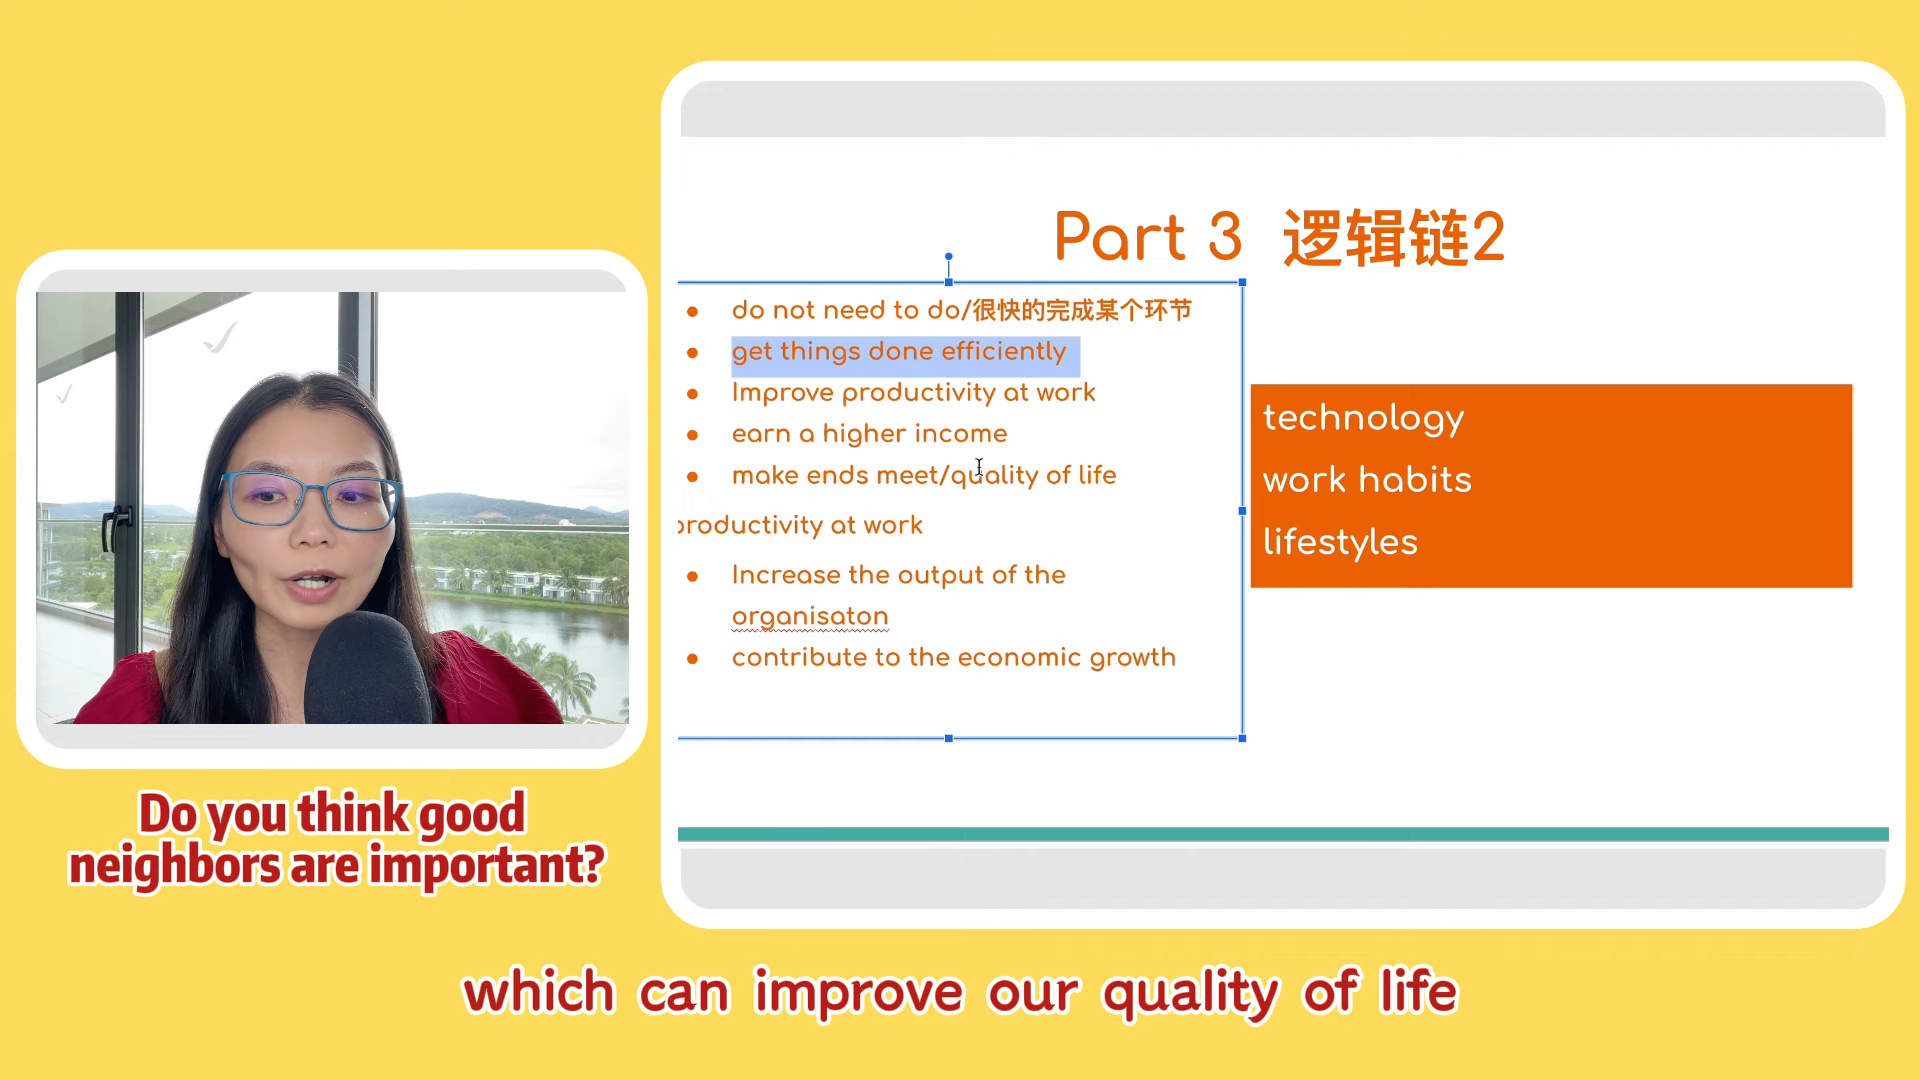 Part 3 逻辑链2
do not need to do/很快的完成某个环节
get things done efficiently
Improve productivity at work
earn a higher income
make ends meet/quality of life
productivity at work
Increase the output of the
organisaton
contribute to the economic growth
technology
work habits
lifestyles
Do you think good
neighbors are important?
which can improve our quality of life